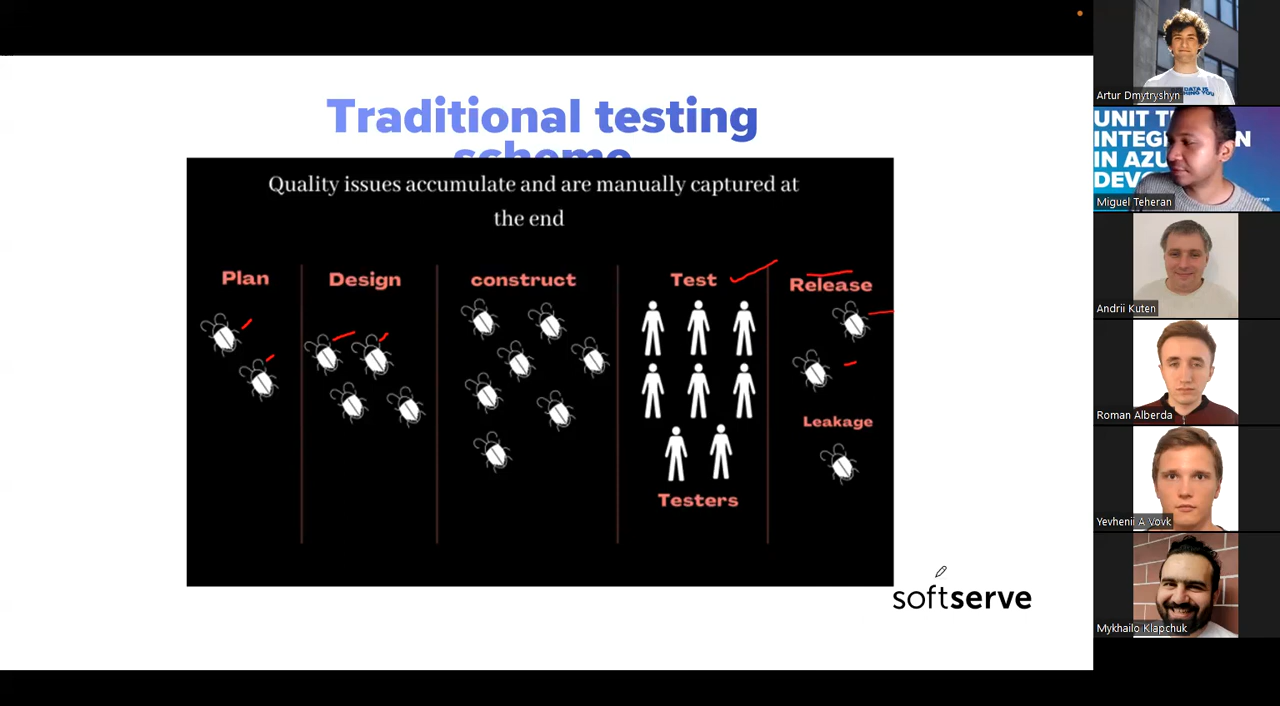 Traditional testing
scheme
Quality issues accumulate and are manually captured at
the end
Plan
Design
construct
Test
Release
Leakage
Testers
softserve
Artur Dmytryshyn
UNIT
INTEG
IN AZU
DEV
Miguel Teheran
Andrii Kuten
Roman Alberda
Yevhenii A Vovk
Mykhailo Klapchuk